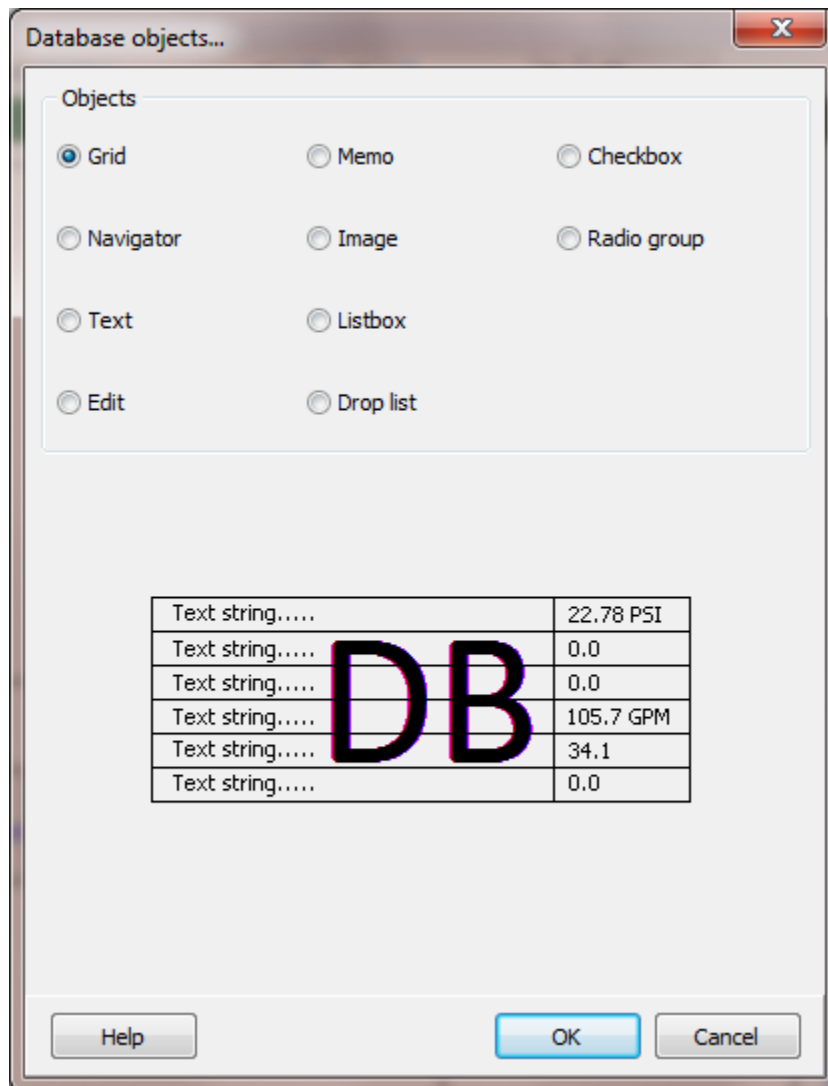 Database objects...
Objects
Grid Memo Checkbox
Navigator Image Radio group
Text Listbox
Edit Drop list
Text string..... 22.78 PSI
Text string..... 0.0
Text string..... 0.0
Text string..... 105.7 GPM
Text string..... 34.1
Text string..... 0.0
DB
Help OK Cancel